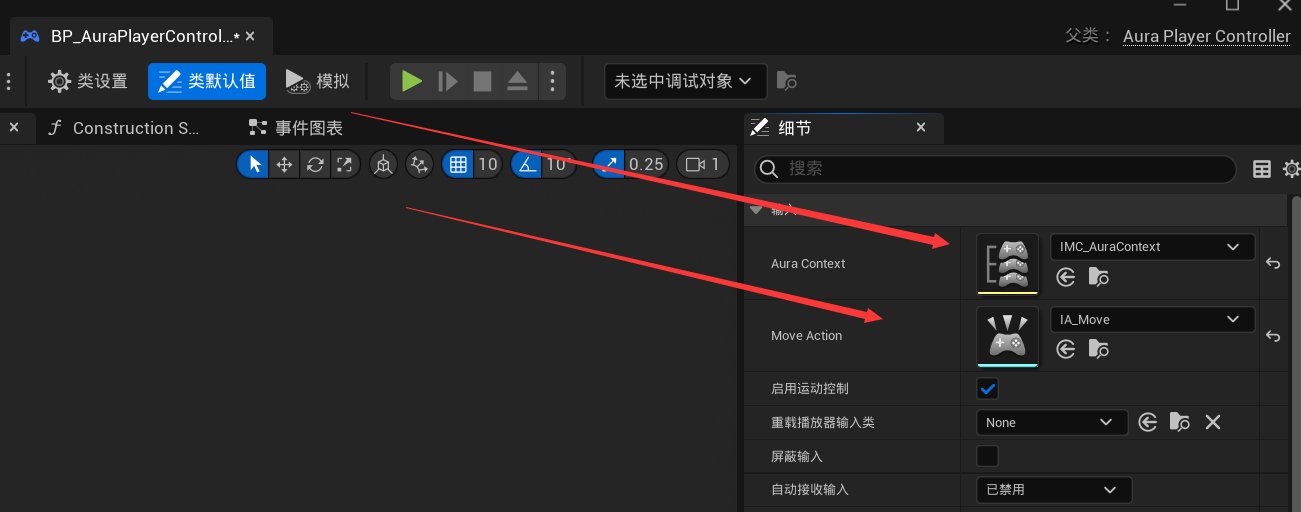 BP_AuraPlayerControl...*
父类： Aura Player Controller
类设置 类默认值 模拟 未选中调试对象
Construction S... 事件图表 细节
10 10° 0.25 1
搜索
输入
Aura Context IMC_AuraContext
Move Action IA_Move
启用运动控制
重载播放器输入类 None
屏蔽输入
自动接收输入 已禁用